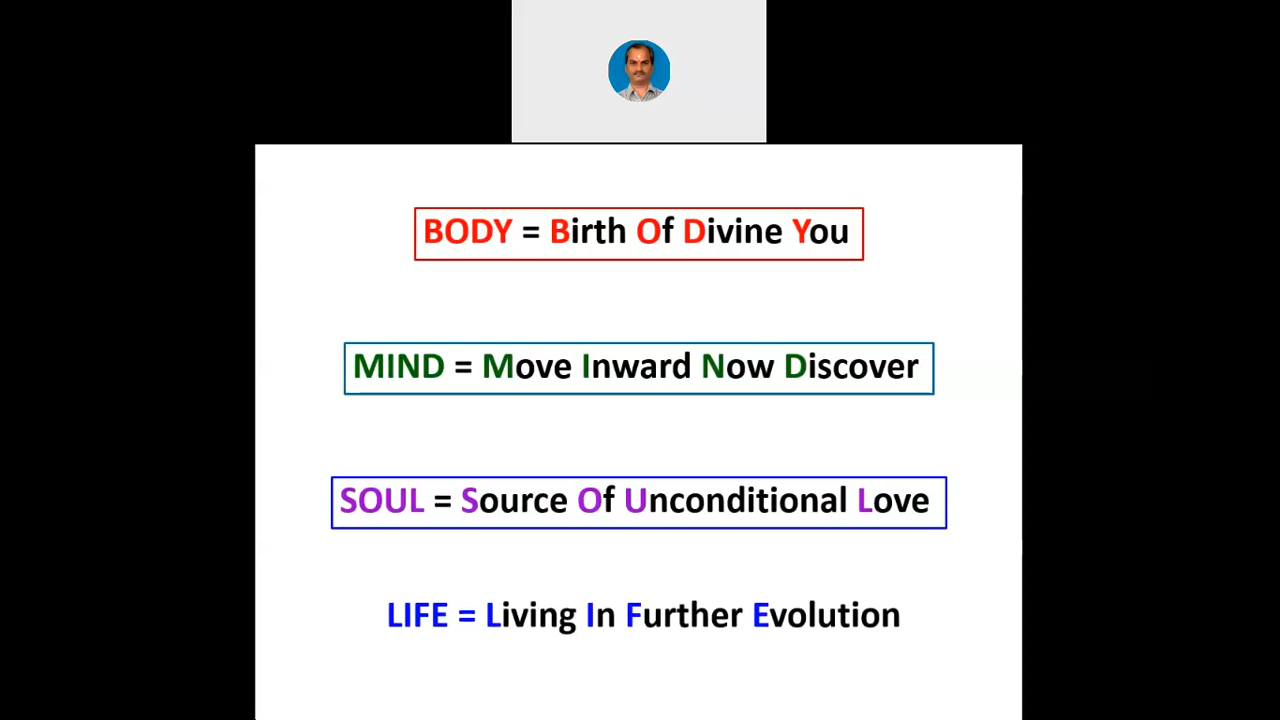 BODY = Birth Of Divine You
MIND = Move Inward Now Discover
SOUL = Source Of Unconditional Love
LIFE = Living In Further Evolution